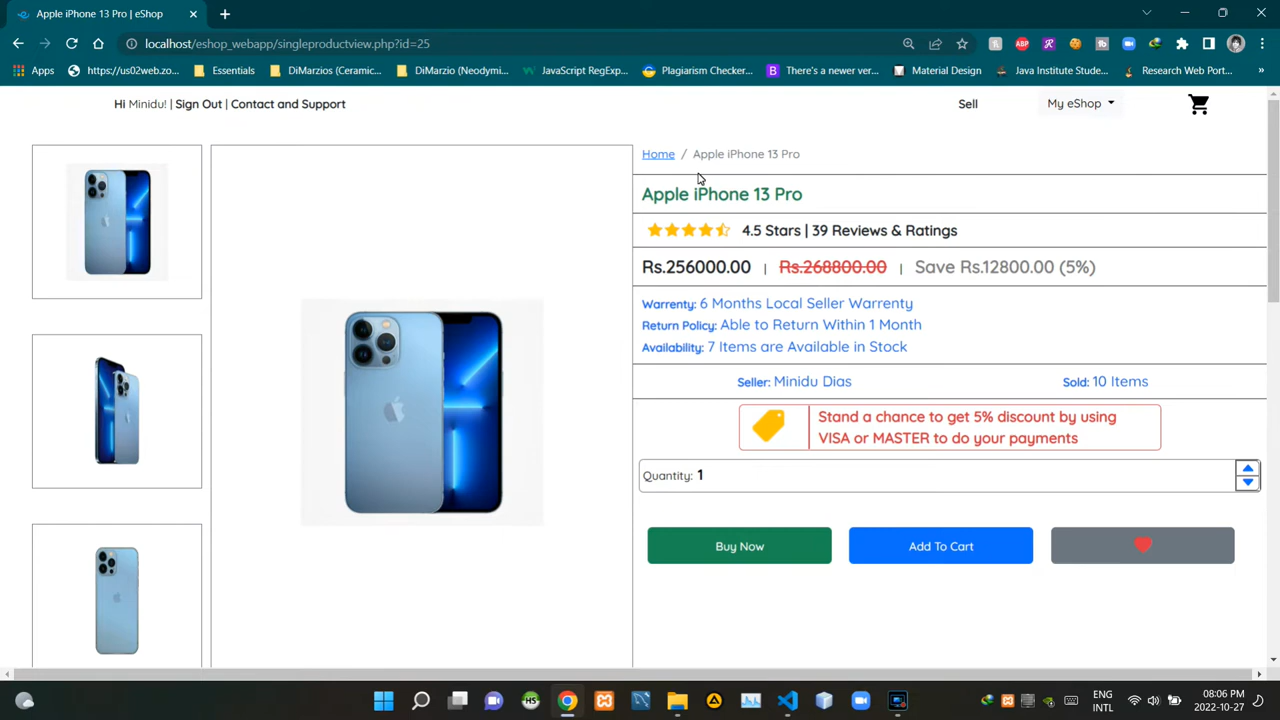 Apple iPhone 13 Pro | eShop
localhost/eshop_webapp/singleproductview.php?id=25
Apps
https://us02web.zo...
Essentials
DiMarzios (Ceramic...
DiMarzio (Neodymi...
JavaScript RegExp...
Plagiarism Checker...
There's a newer ver...
Material Design
Java Institute Stude...
Research Web Port...
»
Hi Minidu! | Sign Out | Contact and Support
Sell
My eShop
Home / Apple iPhone 13 Pro
Apple iPhone 13 Pro
4.5 Stars | 39 Reviews & Ratings
Rs.256000.00 | Rs.268800.00 | Save Rs.12800.00 (5%)
Warrenty: 6 Months Local Seller Warrenty
Return Policy: Able to Return Within 1 Month
Availability: 7 Items are Available in Stock
Seller: Minidu Dias
Sold: 10 Items
Stand a chance to get 5% discount by using
VISA or MASTER to do your payments
Quantity: 1
Buy Now
Add To Cart
ENG
INTL
08:06 PM
2022-10-27